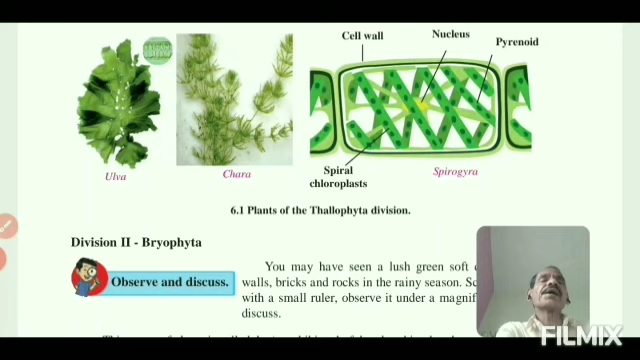 Cell wall
Nucleus
Pyrenoid
Spiral
chloroplasts
Ulva
Chara
Spirogyra
6.1 Plants of the Thallophyta division.
Division II - Bryophyta
Observe and discuss.
You may have seen a lush green soft
walls, bricks and rocks in the rainy season.
with a small ruler, observe it under a
discuss.
FILMIX